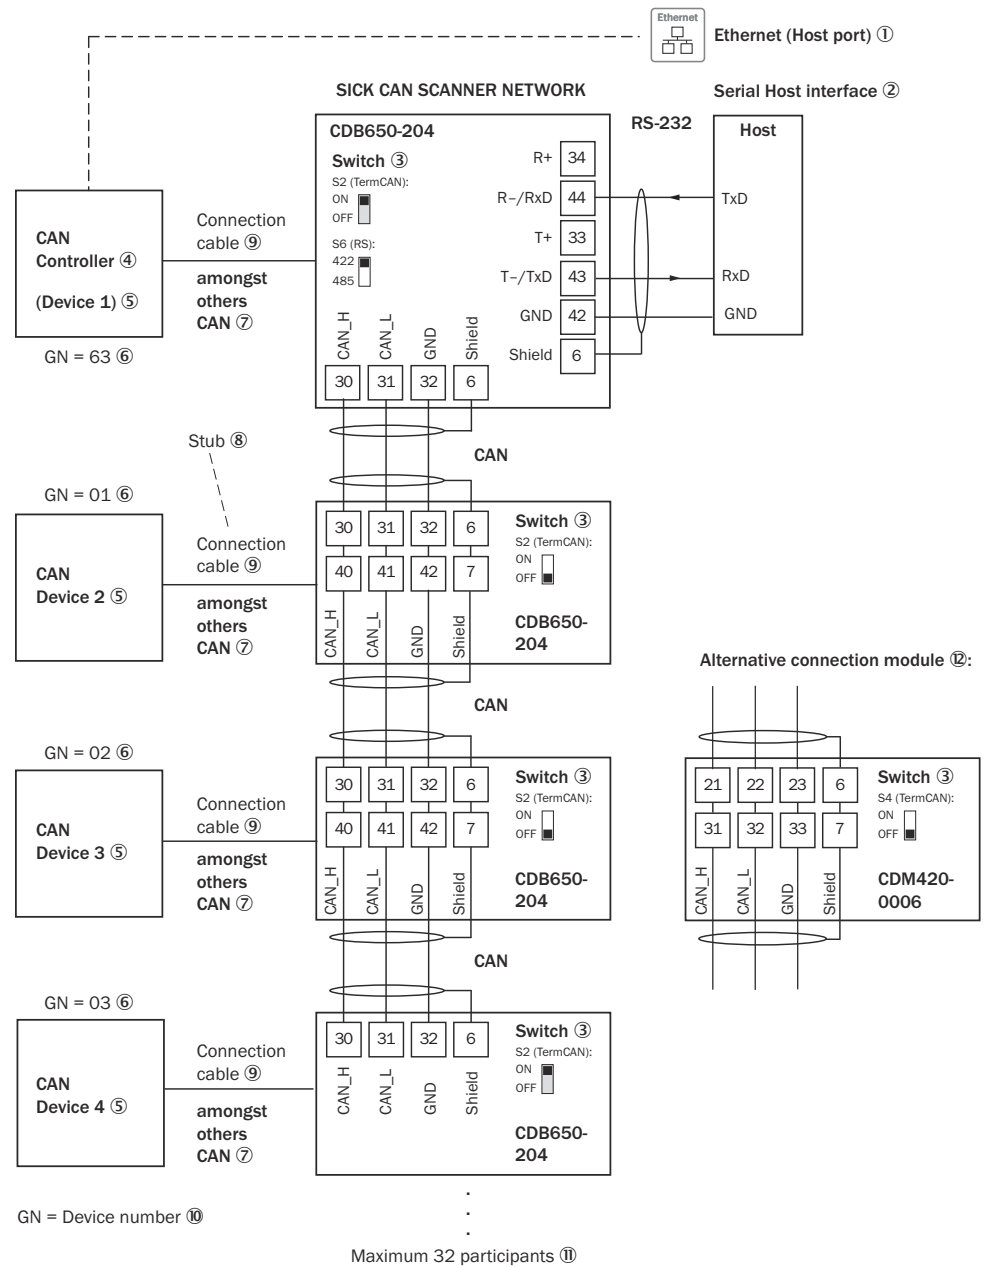 Ethernet
Ethernet (Host port) ①
SICK CAN SCANNER NETWORK
Serial Host interface ②
CDB650-204
RS-232
Host
Switch ③
S2 (TermCAN):
ON
OFF
S6 (RS):
422
485
R+ 34
R–/RxD 44
TxD
T+ 33
T–/TxD 43
RxD
GND 42
GND
Shield 6
CAN_H
CAN_L
GND
Shield
30 31 32 6
CAN
Controller ④
(Device 1) ⑤
GN = 63 ⑥
Connection
cable ⑨
amongst
others
CAN ⑦
CAN
Stub ⑧
GN = 01 ⑥
CAN
Device 2 ⑤
Connection
cable ⑨
amongst
others
CAN ⑦
30 31 32 6
40 41 42 7
CAN_H
CAN_L
GND
Shield
Switch ③
S2 (TermCAN):
ON
OFF
CDB650-
204
CAN
GN = 02 ⑥
CAN
Device 3 ⑤
Connection
cable ⑨
amongst
others
CAN ⑦
30 31 32 6
40 41 42 7
CAN_H
CAN_L
GND
Shield
Switch ③
S2 (TermCAN):
ON
OFF
CDB650-
204
Alternative connection module ⑫:
21 22 23 6
31 32 33 7
CAN_H
CAN_L
GND
Shield
Switch ③
S4 (TermCAN):
ON
OFF
CDM420-
0006
CAN
GN = 03 ⑥
CAN
Device 4 ⑤
Connection
cable ⑨
amongst
others
CAN ⑦
30 31 32 6
CAN_H
CAN_L
GND
Shield
Switch ③
S2 (TermCAN):
ON
OFF
CDB650-
204
GN = Device number ⑩
Maximum 32 participants ⑪